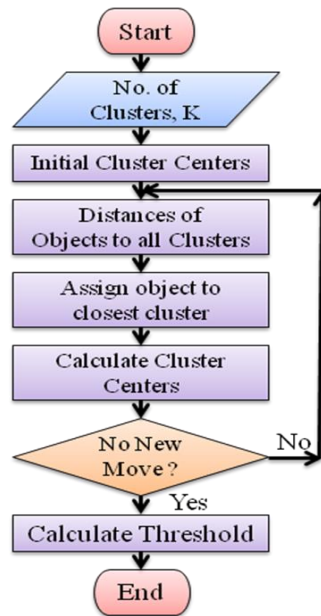 Start
No. of
Clusters, K
Initial Cluster Centers
Distances of
Objects to all Clusters
Assign object to
closest cluster
Calculate Cluster
Centers
No New
Move ?
No
Yes
Calculate Threshold
End